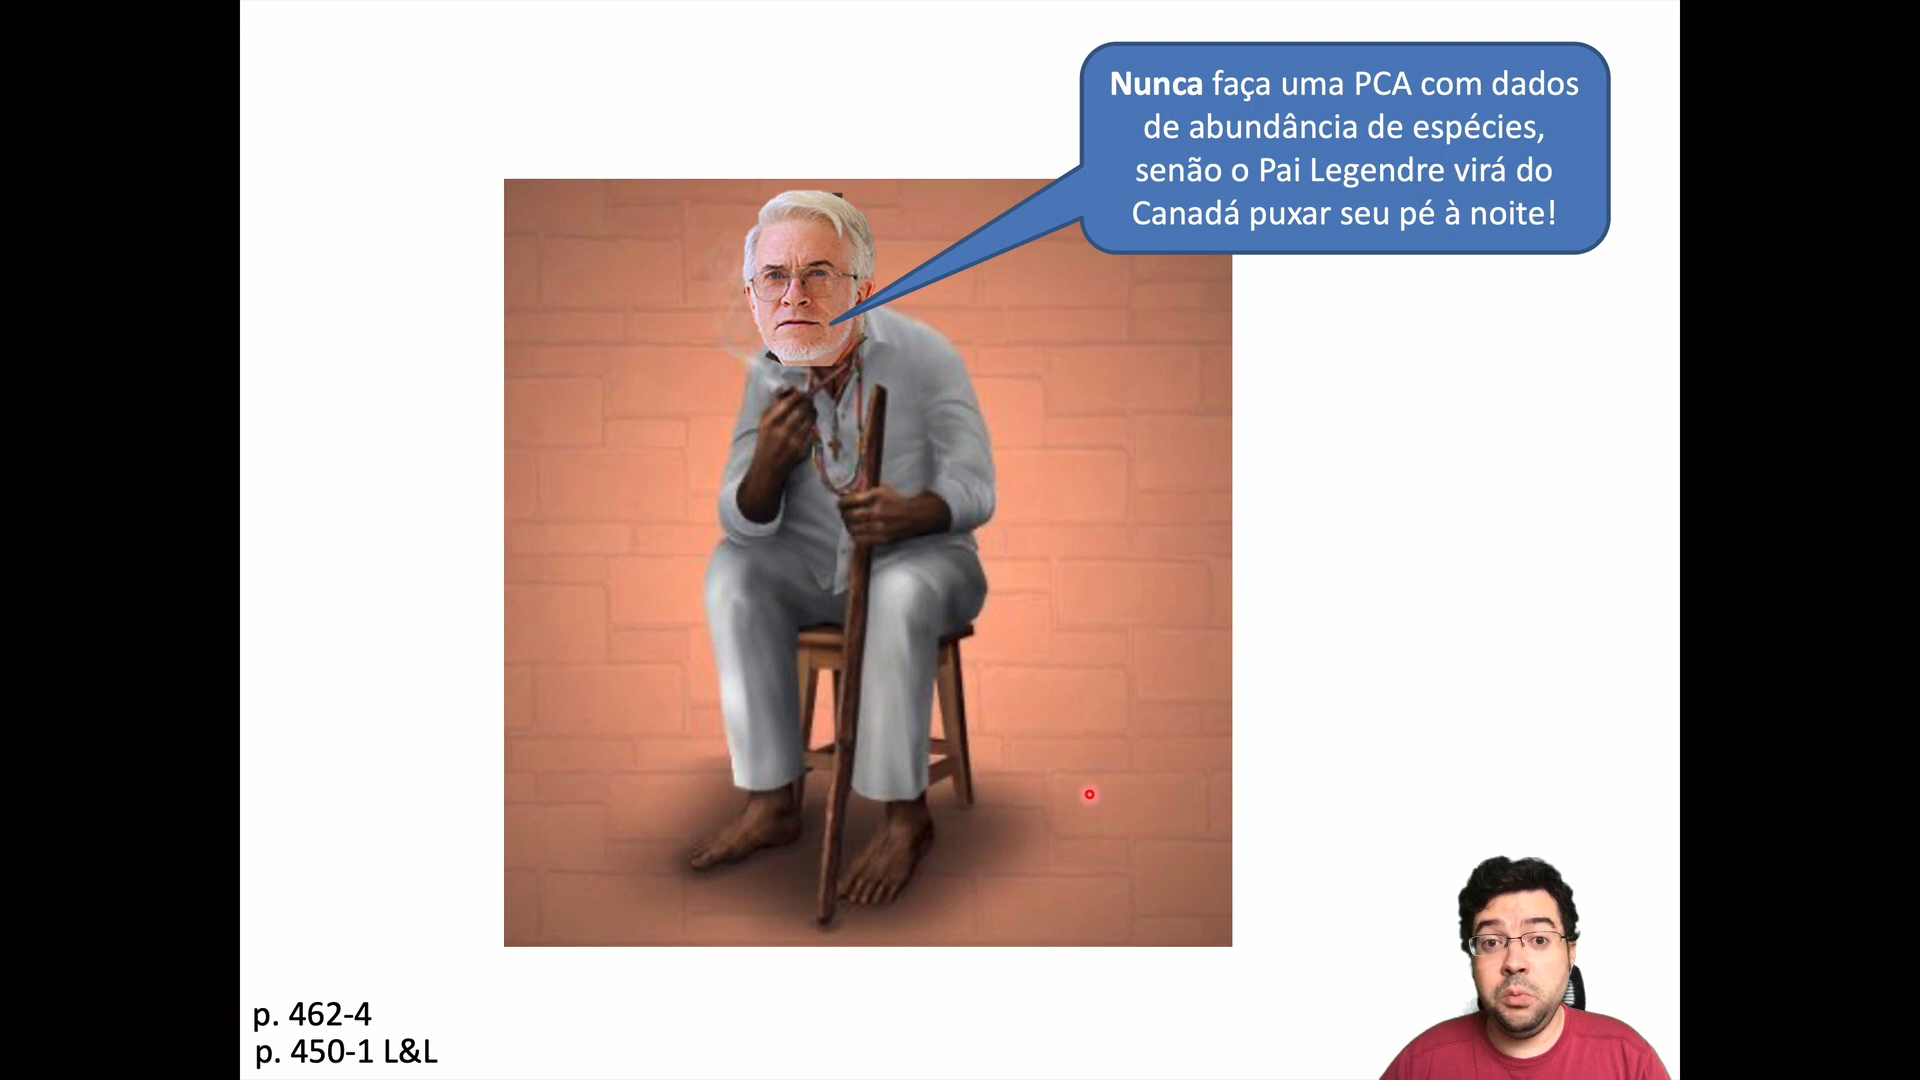 Nunca faça uma PCA com dados
de abundância de espécies,
senão o Pai Legendre virá do
Canadá puxar seu pé à noite!
p. 462-4
p. 450-1 L&L